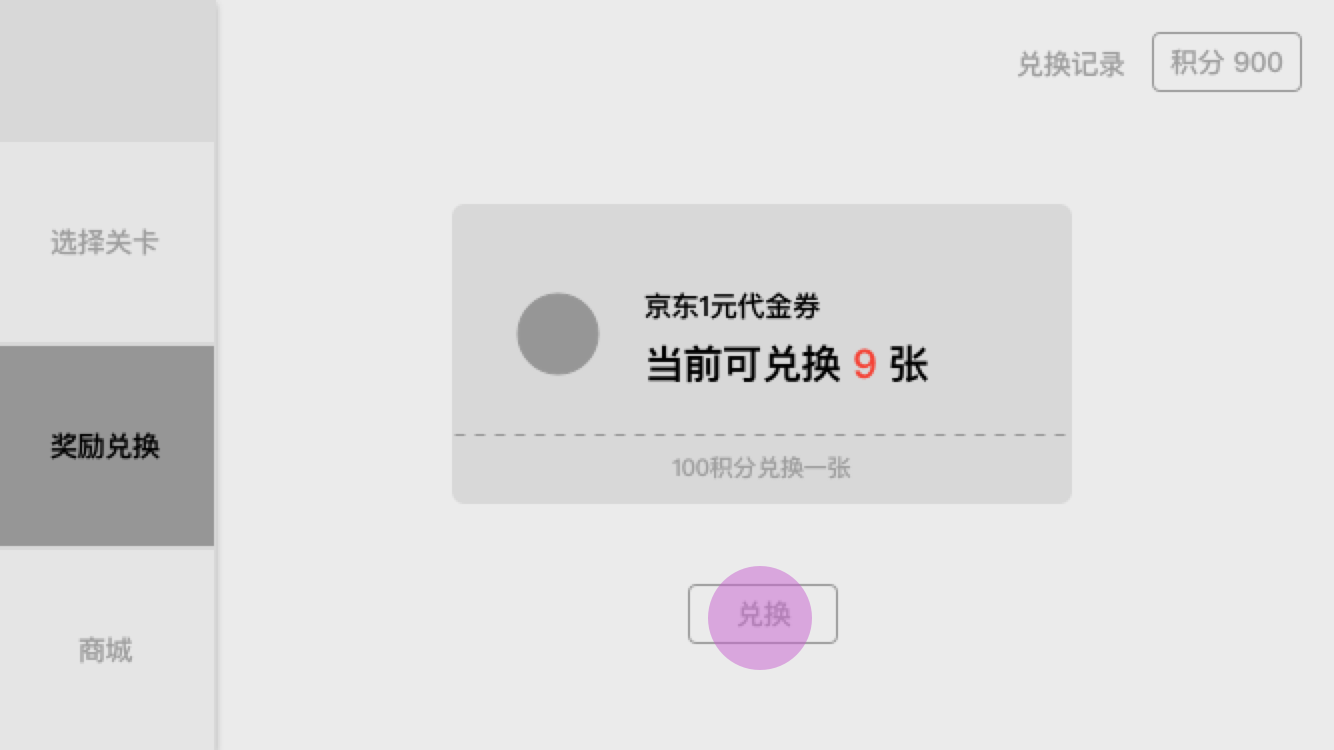 兑换记录
积分 900
选择关卡
京东1元代金券
当前可兑换 9 张
奖励兑换
100积分兑换一张
兑换
商城